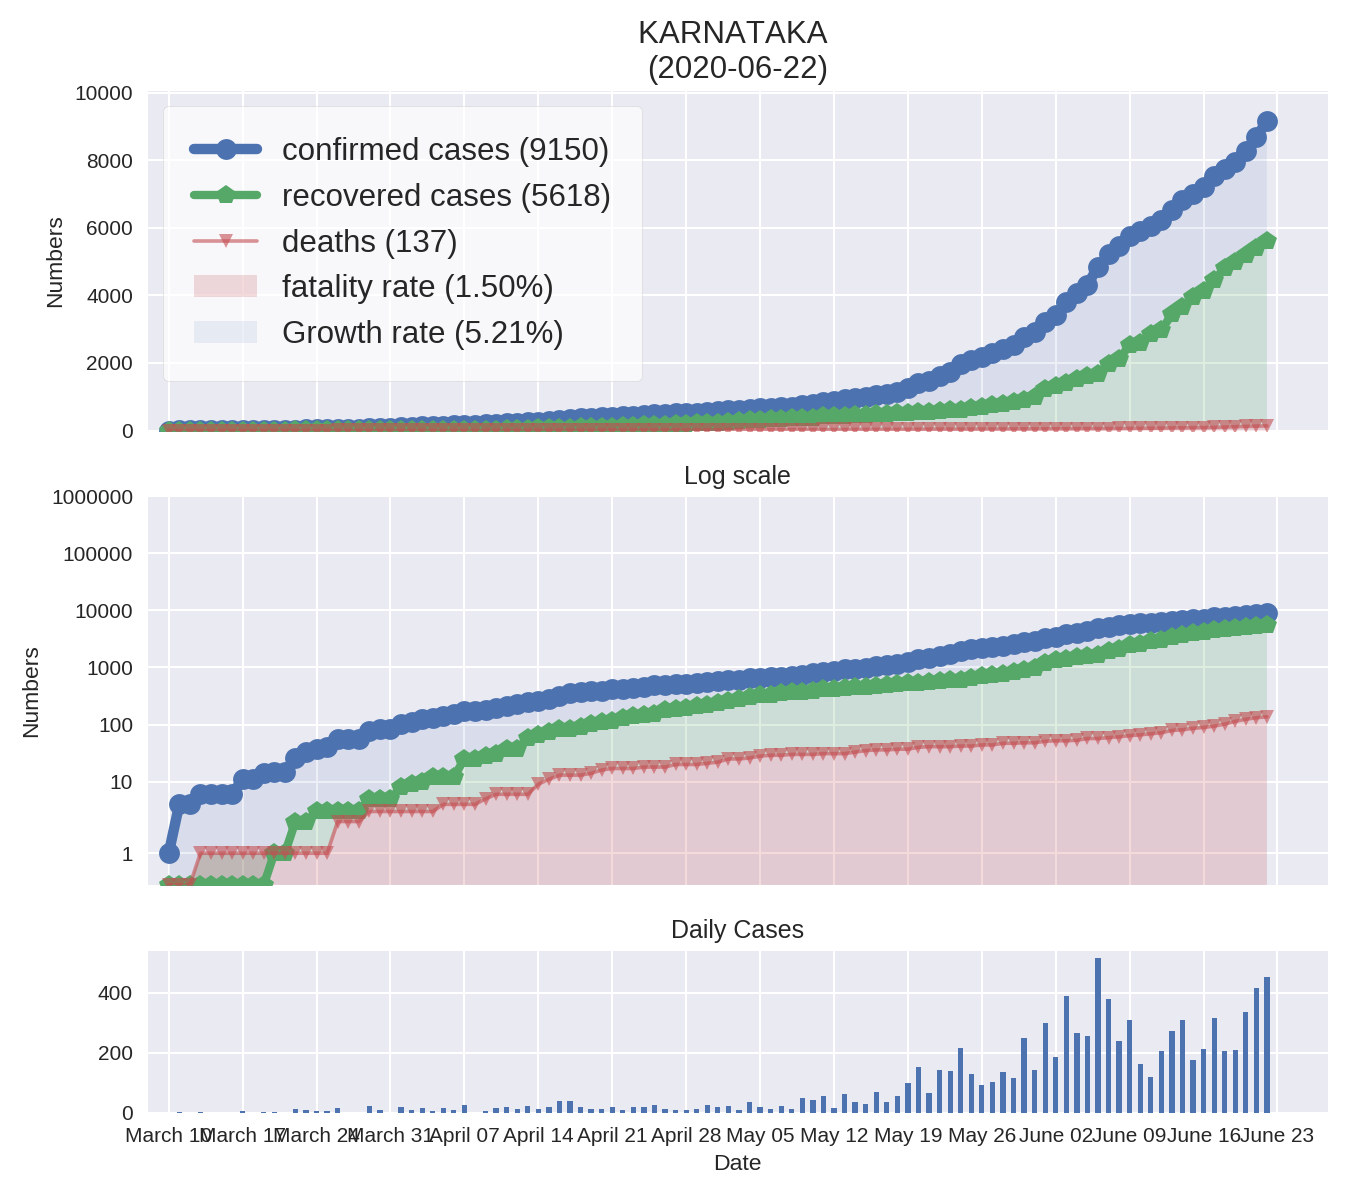 KARNATAKA
(2020-06-22)
10000
8000
6000
4000
2000
0
Numbers
confirmed cases (9150)
recovered cases (5618)
deaths (137)
fatality rate (1.50%)
Growth rate (5.21%)
Log scale
1000000
100000
10000
1000
100
10
1
Numbers
Daily Cases
400
200
0
March 10 March 17 March 24 March 31 April 07 April 14 April 21 April 28 May 05 May 12 May 19 May 26 June 02 June 09 June 16 June 23
Date